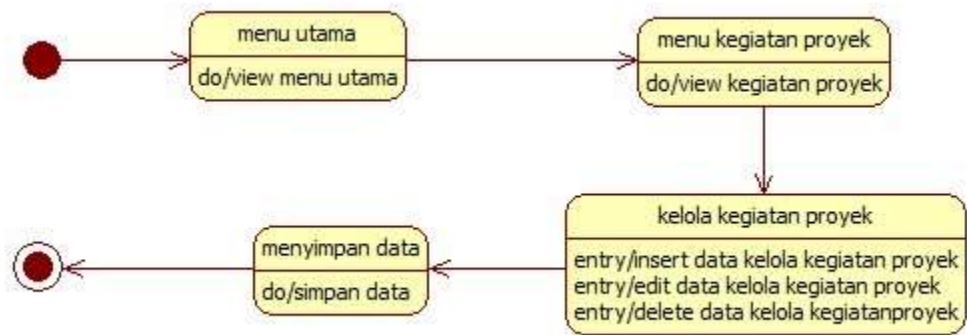 menu utama
do/view menu utama
menu kegiatan proyek
do/view kegiatan proyek
kelola kegiatan proyek
entry/insert data kelola kegiatan proyek
entry/edit data kelola kegiatan proyek
entry/delete data kelola kegiatanproyek
menyimpan data
do/simpan data